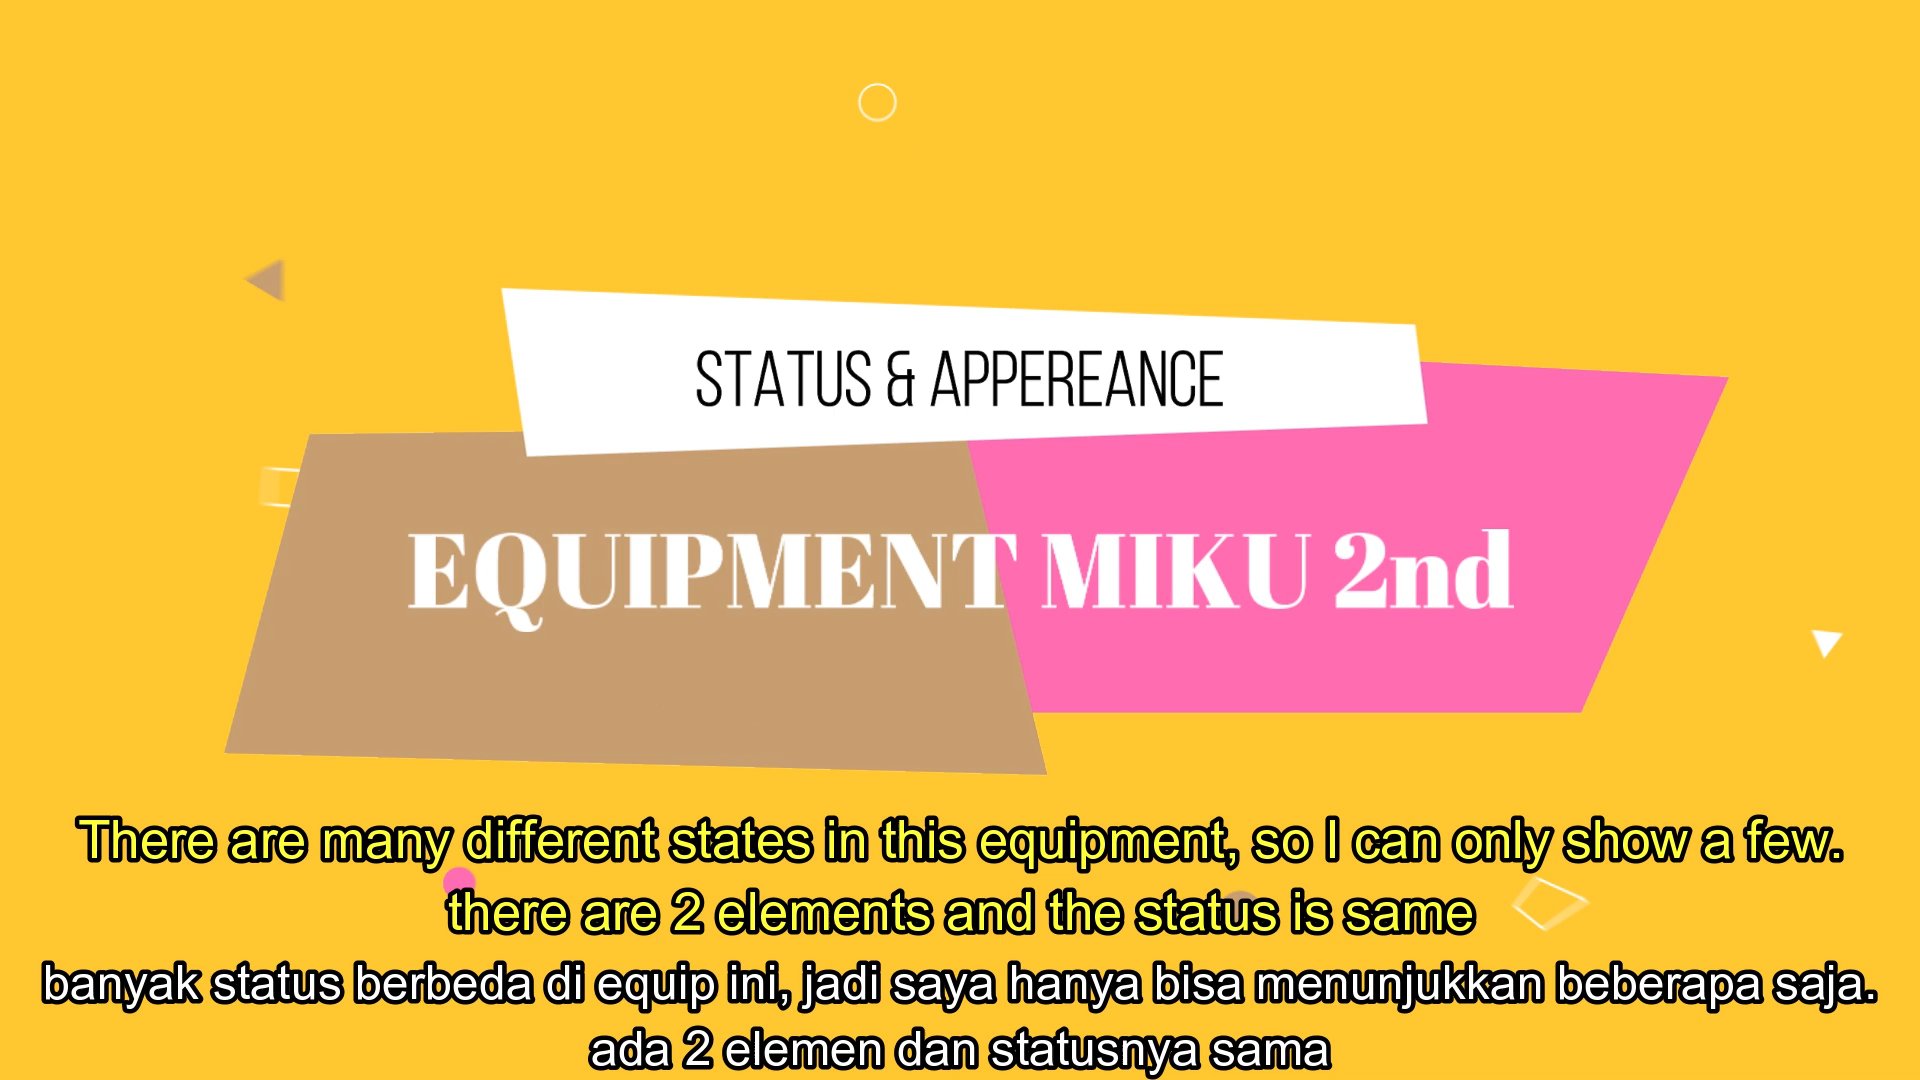 STATUS & APPEREANCE
EQUIPMENT MIKU 2nd
There are many different states in this equipment, so I can only show a few.
there are 2 elements and the status is same
banyak status berbeda di equip ini, jadi saya hanya bisa menunjukkan beberapa saja.
ada 2 elemen dan statusnya sama